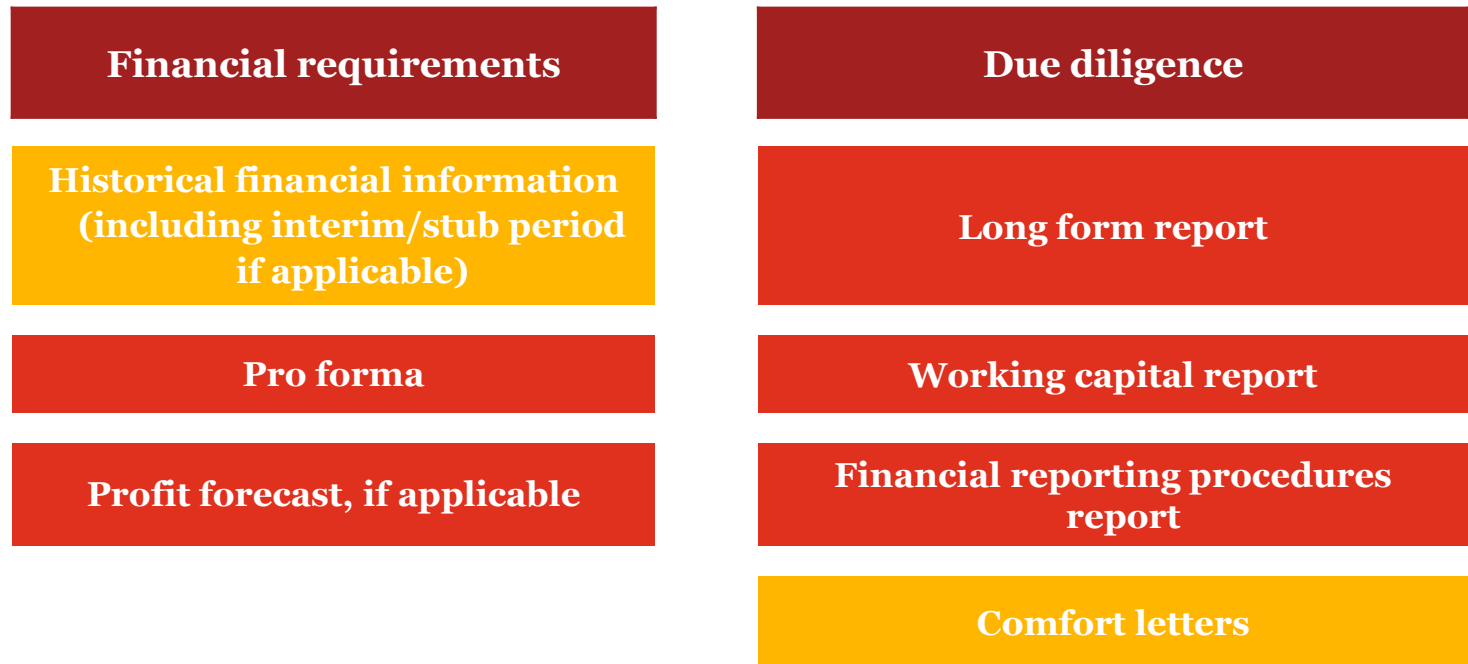 Financial requirements
Historical financial information
(including interim/stub period
if applicable)
Pro forma
Profit forecast, if applicable
Due diligence
Long form report
Working capital report
Financial reporting procedures
report
Comfort letters